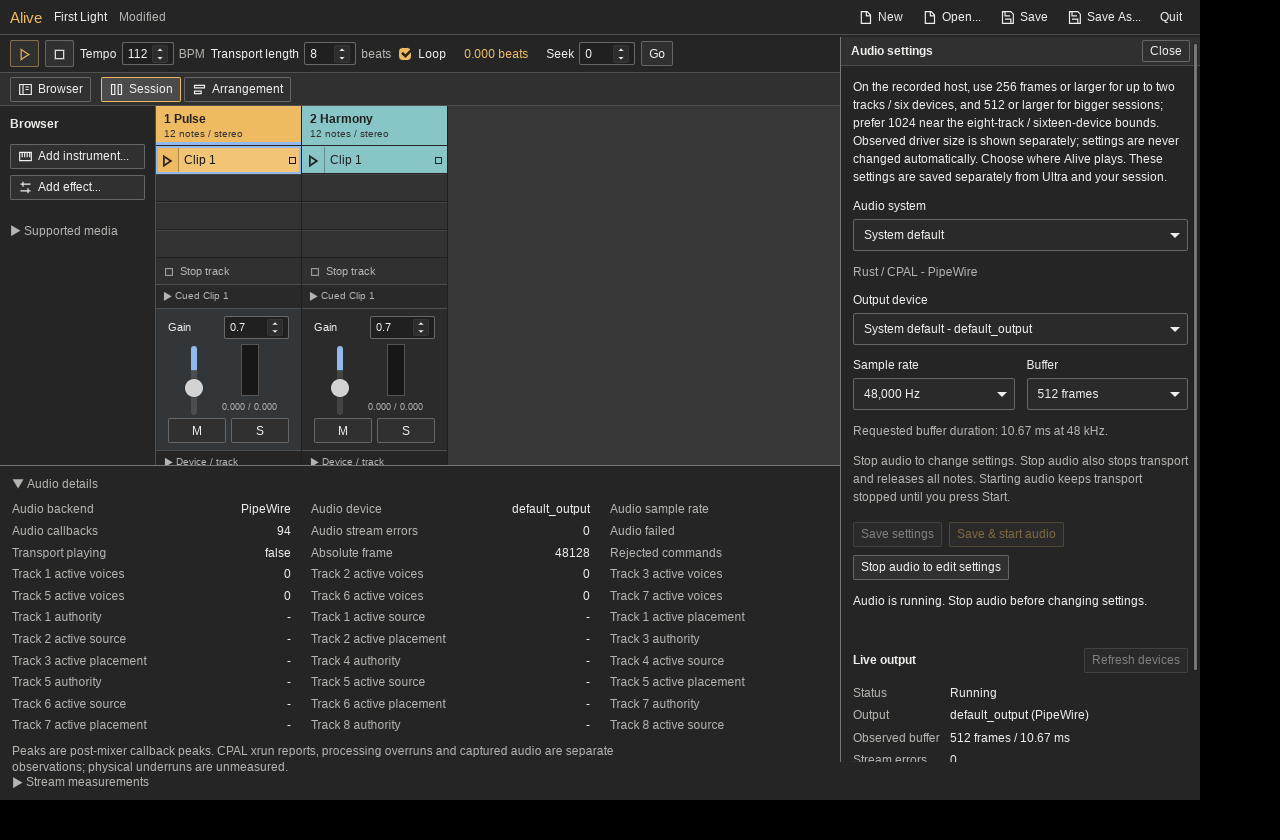 Alive First Light Modified New Open... Save Save As... Quit
Tempo 112 BPM Transport length 8 beats Loop 0.000 beats Seek 0 Go
Browser Session Arrangement
Browser
Add instrument...
Add effect...
Supported media
1 Pulse
12 notes / stereo
Clip 1
Stop track
Cued Clip 1
Gain 0.7
0.000 / 0.000
M S
Device / track
2 Harmony
12 notes / stereo
Clip 1
Stop track
Cued Clip 1
Gain 0.7
0.000 / 0.000
M S
Device / track
Audio details
Audio backend PipeWire Audio device default_output Audio sample rate
Audio callbacks 94 Audio stream errors 0 Audio failed
Transport playing false Absolute frame 48128 Rejected commands
Track 1 active voices 0 Track 2 active voices 0 Track 3 active voices
Track 5 active voices 0 Track 6 active voices 0 Track 7 active voices
Track 1 authority - Track 1 active source - Track 1 active placement
Track 2 active source - Track 2 active placement - Track 3 authority
Track 3 active placement - Track 4 authority - Track 4 active source
Track 5 authority - Track 5 active source - Track 5 active placement
Track 6 active source - Track 6 active placement - Track 7 authority
Track 7 active placement - Track 8 authority - Track 8 active source
Peaks are post-mixer callback peaks. CPAL xrun reports, processing overruns and captured audio are separate
observations; physical underruns are unmeasured.
Stream measurements
Audio settings Close
On the recorded host, use 256 frames or larger for up to two
tracks / six devices, and 512 or larger for bigger sessions;
prefer 1024 near the eight-track / sixteen-device bounds.
Observed driver size is shown separately; settings are never
changed automatically. Choose where Alive plays. These
settings are saved separately from Ultra and your session.
Audio system
System default
Rust / CPAL - PipeWire
Output device
System default - default_output
Sample rate Buffer
48,000 Hz 512 frames
Requested buffer duration: 10.67 ms at 48 kHz.
Stop audio to change settings. Stop audio also stops transport
and releases all notes. Starting audio keeps transport
stopped until you press Start.
Save settings Save & start audio
Stop audio to edit settings
Audio is running. Stop audio before changing settings.
Live output Refresh devices
Status Running
Output default_output (PipeWire)
Observed buffer 512 frames / 10.67 ms
Stream errors 0